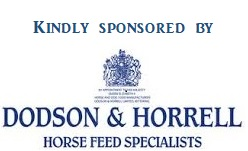 KINDLY SPONSORED BY
DODSON & HORRELL
HORSE FEED SPECIALISTS